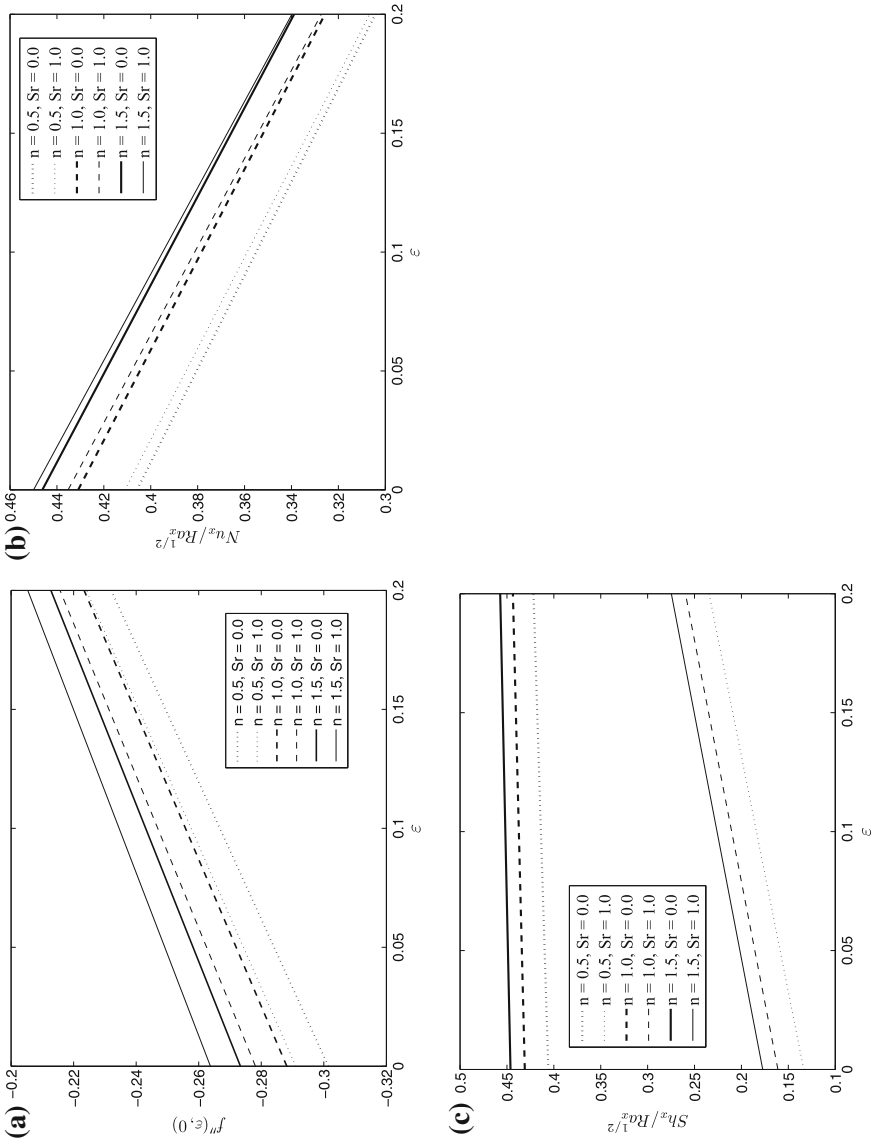 (a)
−0.2
−0.22
−0.24
−0.26
−0.28
−0.3
−0.32
f''(ε, 0)
0
0.05
0.1
0.15
0.2
ε
n = 0.5, Sr = 0.0
n = 0.5, Sr = 1.0
n = 1.0, Sr = 0.0
n = 1.0, Sr = 1.0
n = 1.5, Sr = 0.0
n = 1.5, Sr = 1.0
(b)
0.46
0.44
0.42
0.4
0.38
0.36
0.34
0.32
0.3
Nu_x/Ra_x^{1/2}
0
0.05
0.1
0.15
0.2
ε
n = 0.5, Sr = 0.0
n = 0.5, Sr = 1.0
n = 1.0, Sr = 0.0
n = 1.0, Sr = 1.0
n = 1.5, Sr = 0.0
n = 1.5, Sr = 1.0
(c)
0.5
0.45
0.4
0.35
0.3
0.25
0.2
0.15
0.1
Sh_x/Ra_x^{1/2}
0
0.05
0.1
0.15
0.2
ε
n = 0.5, Sr = 0.0
n = 0.5, Sr = 1.0
n = 1.0, Sr = 0.0
n = 1.0, Sr = 1.0
n = 1.5, Sr = 0.0
n = 1.5, Sr = 1.0